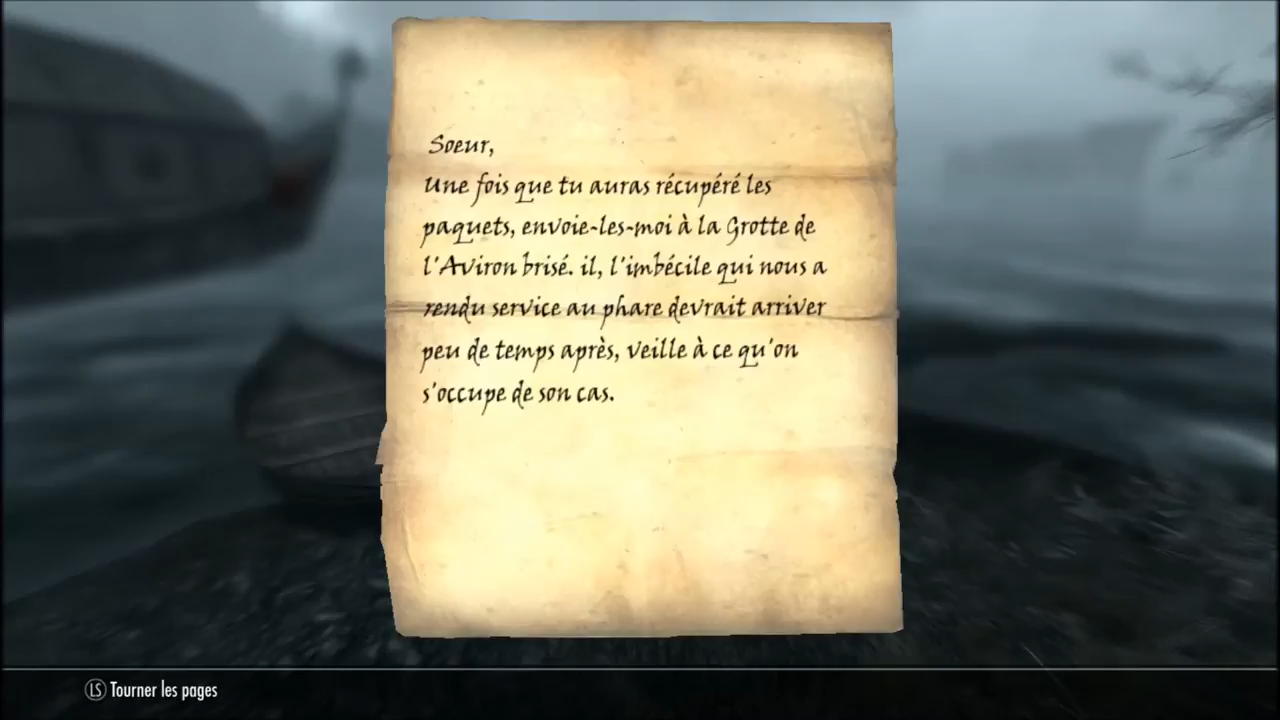 Soeur,
Une fois que tu auras récupéré les
paquets, envoie-les-moi à la Grotte de
l'Aviron brisé. il, l'imbécile qui nous a
rendu service au phare devrait arriver
peu de temps après, veille à ce qu'on
s'occupe de son cas.
LS Tourner les pages